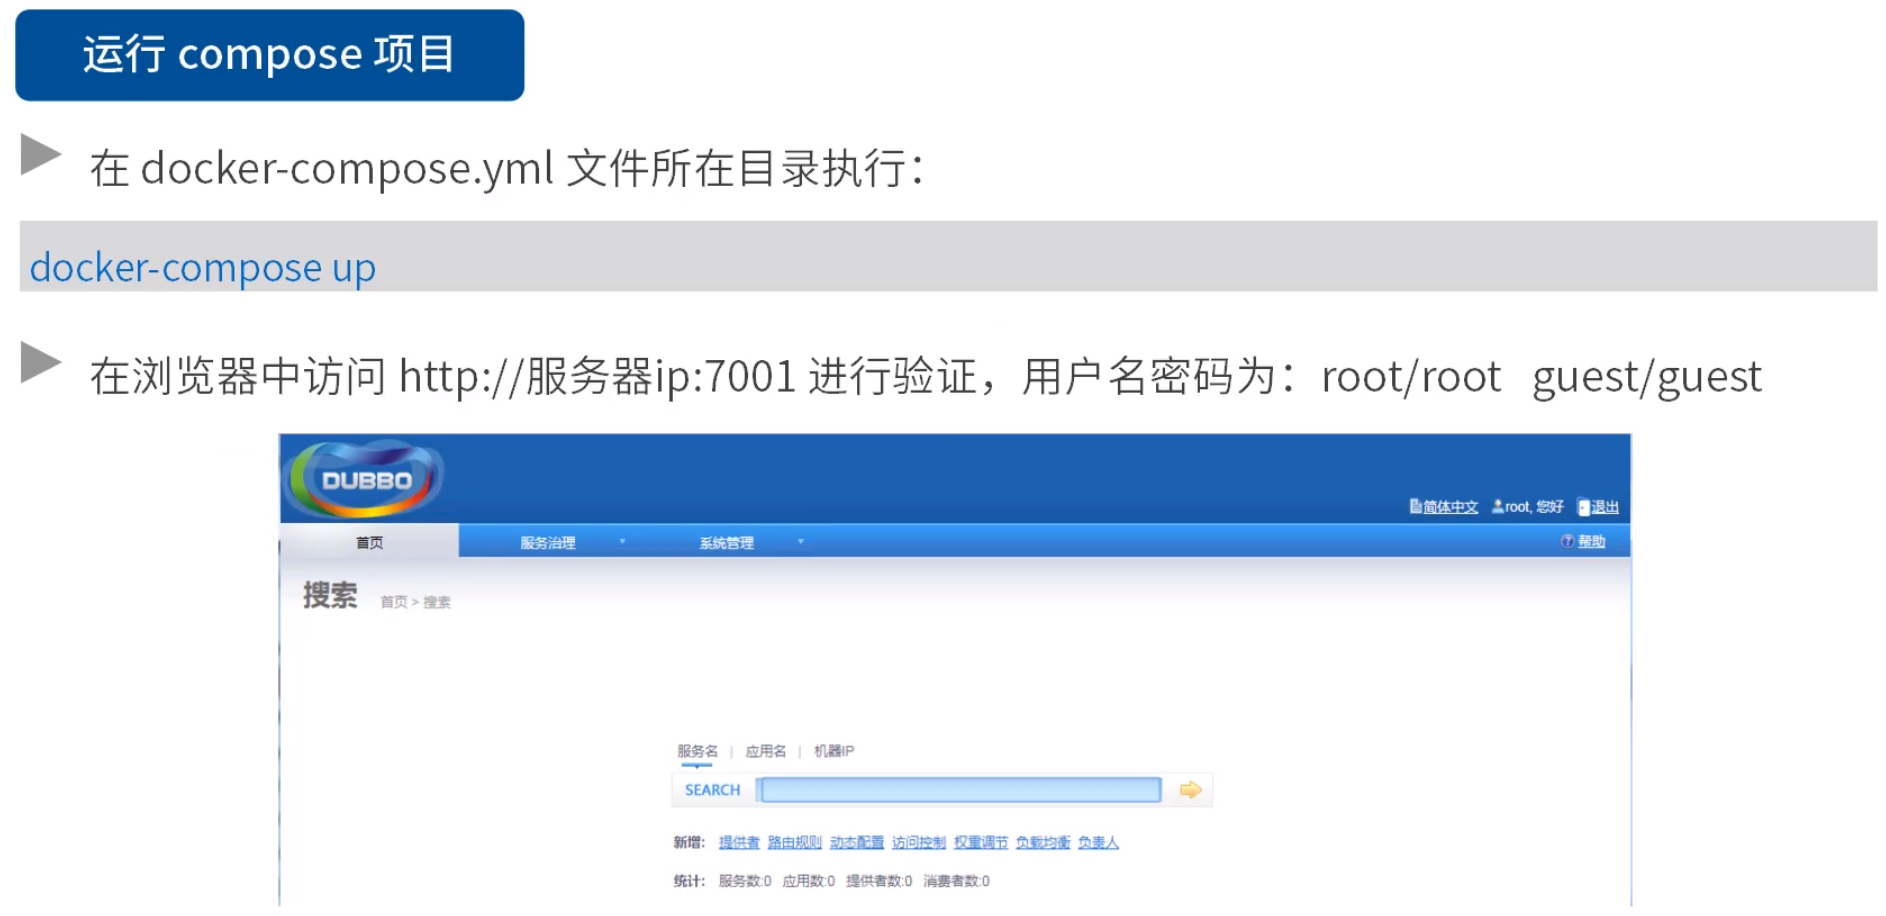 运行 compose 项目
在 docker-compose.yml 文件所在目录执行：
docker-compose up
在浏览器中访问 http://服务器ip:7001 进行验证，用户名密码为：root/root guest/guest
DUBBO
简体中文 root, 您好 退出
首页 服务治理 系统管理 帮助
搜索 首页 > 搜索
服务名 | 应用名 | 机器IP
SEARCH
新增: 提供者 路由规则 动态配置 访问控制 权重调节 负载均衡 负责人
统计: 服务数:0 应用数:0 提供者数:0 消费者数:0